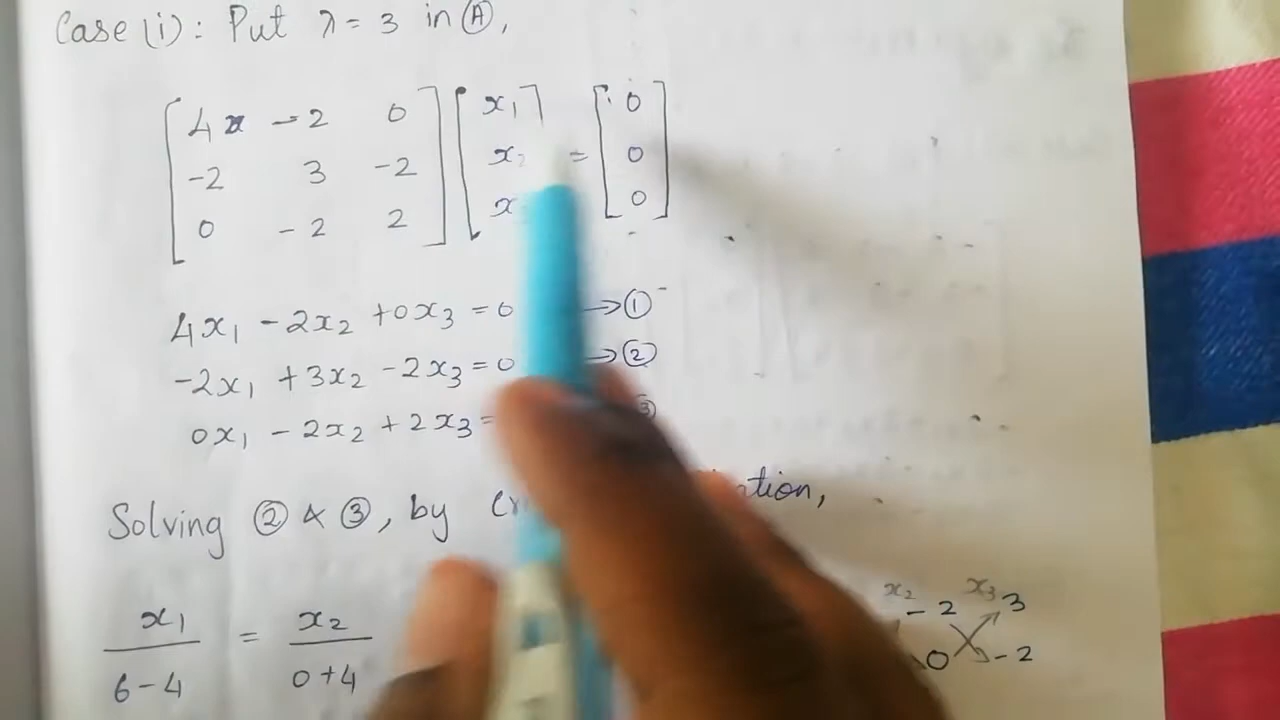 Case (i): Put λ = 3 in Ⓐ,
4 -2 0
-2 3 -2
0 -2 2
x₁
x₂
x
=
0
0
0
4x₁ - 2x₂ + 0x₃ = 0 → ①
-2x₁ + 3x₂ - 2x₃ = 0 → ②
0x₁ - 2x₂ + 2x₃ = ③
Solving ② & ③, by
x₁ = x₂
6-4 0+4
x₂ x₃
-2 3
0 -2